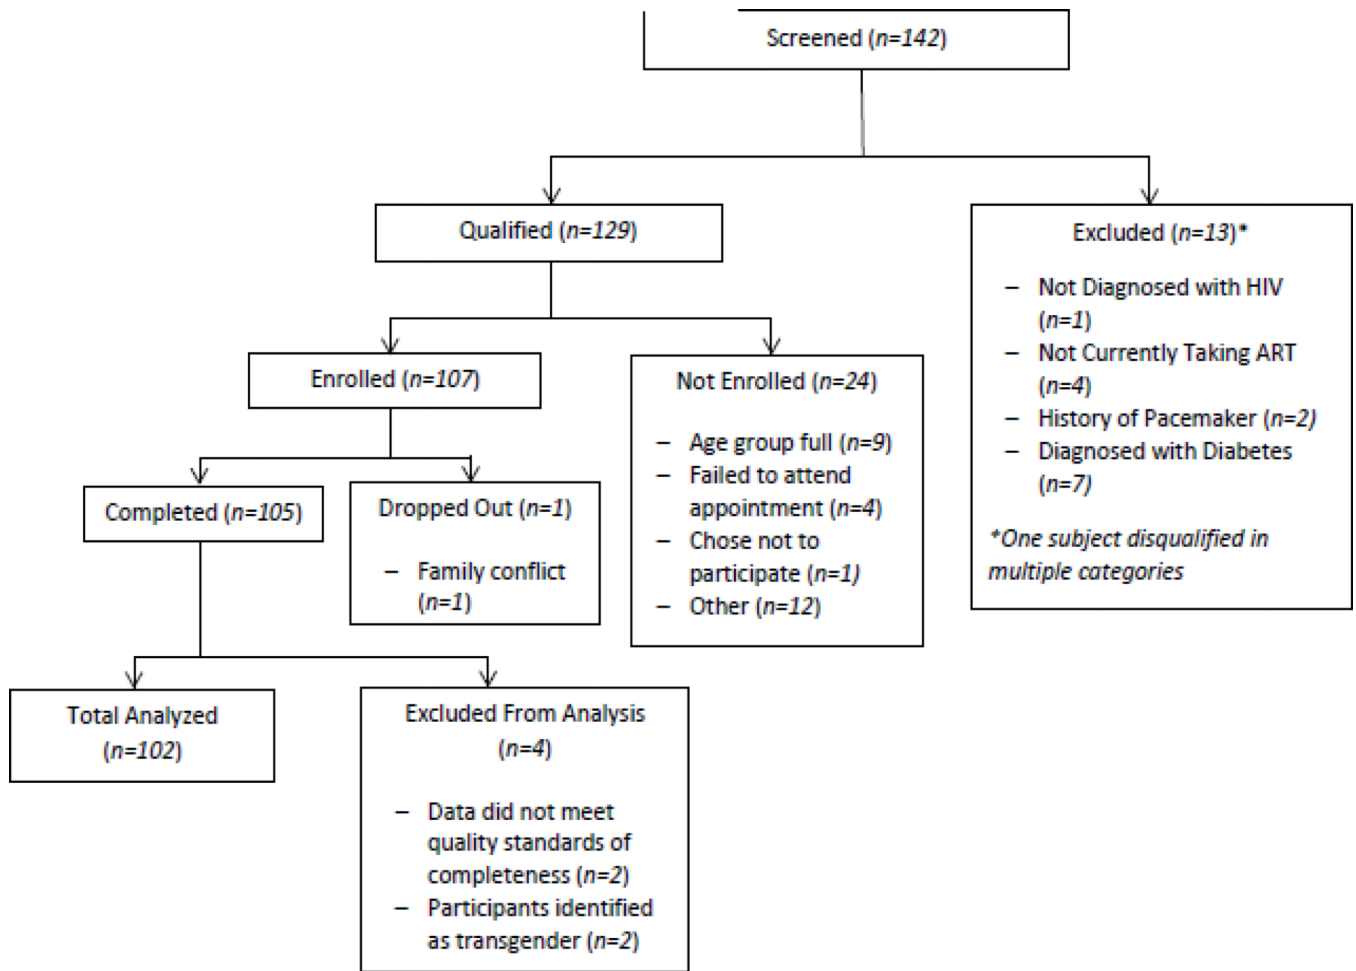 Screened (n=142)
Qualified (n=129)
Excluded (n=13)*
– Not Diagnosed with HIV
(n=1)
– Not Currently Taking ART
(n=4)
– History of Pacemaker (n=2)
– Diagnosed with Diabetes
(n=7)
*One subject disqualified in
multiple categories
Enrolled (n=107)
Not Enrolled (n=24)
– Age group full (n=9)
– Failed to attend
appointment (n=4)
– Chose not to
participate (n=1)
– Other (n=12)
Completed (n=105)
Dropped Out (n=1)
– Family conflict
(n=1)
Total Analyzed
(n=102)
Excluded From Analysis
(n=4)
– Data did not meet
quality standards of
completeness (n=2)
– Participants identified
as transgender (n=2)